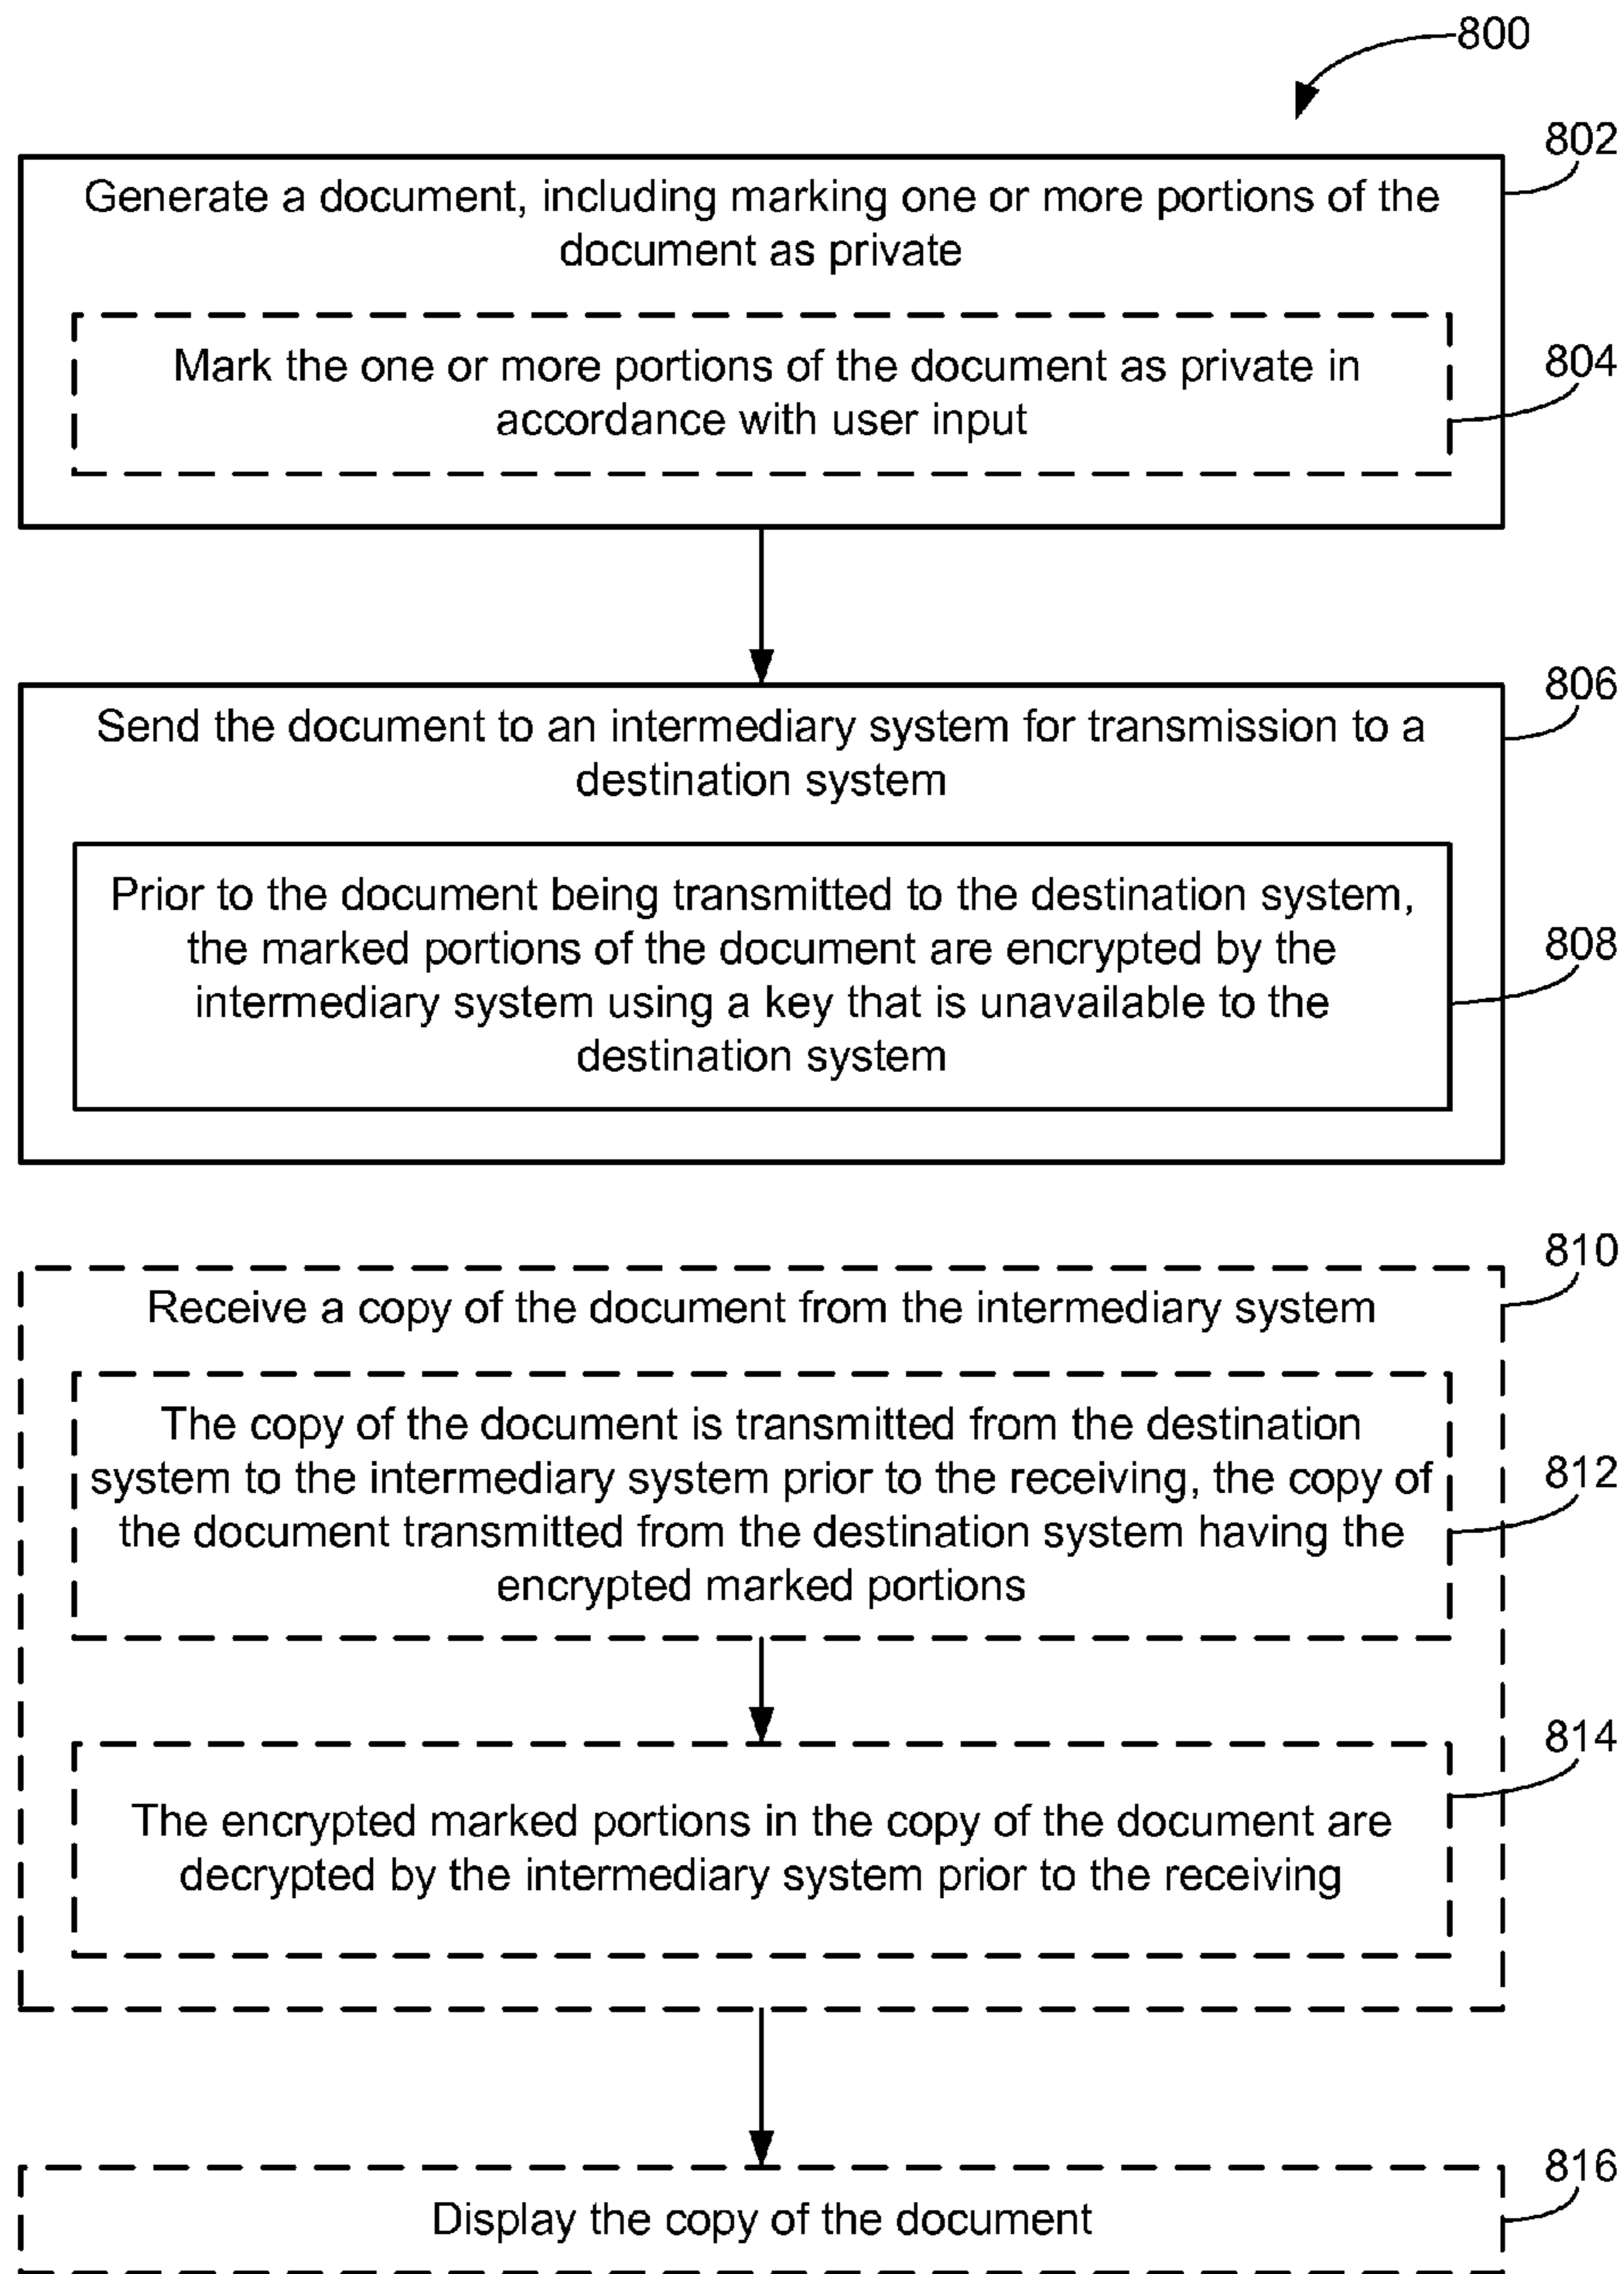 800
802
Generate a document, including marking one or more portions of the
document as private
804
Mark the one or more portions of the document as private in
accordance with user input
806
Send the document to an intermediary system for transmission to a
destination system
808
Prior to the document being transmitted to the destination system,
the marked portions of the document are encrypted by the
intermediary system using a key that is unavailable to the
destination system
810
Receive a copy of the document from the intermediary system
812
The copy of the document is transmitted from the destination
system to the intermediary system prior to the receiving, the copy of
the document transmitted from the destination system having the
encrypted marked portions
814
The encrypted marked portions in the copy of the document are
decrypted by the intermediary system prior to the receiving
816
Display the copy of the document